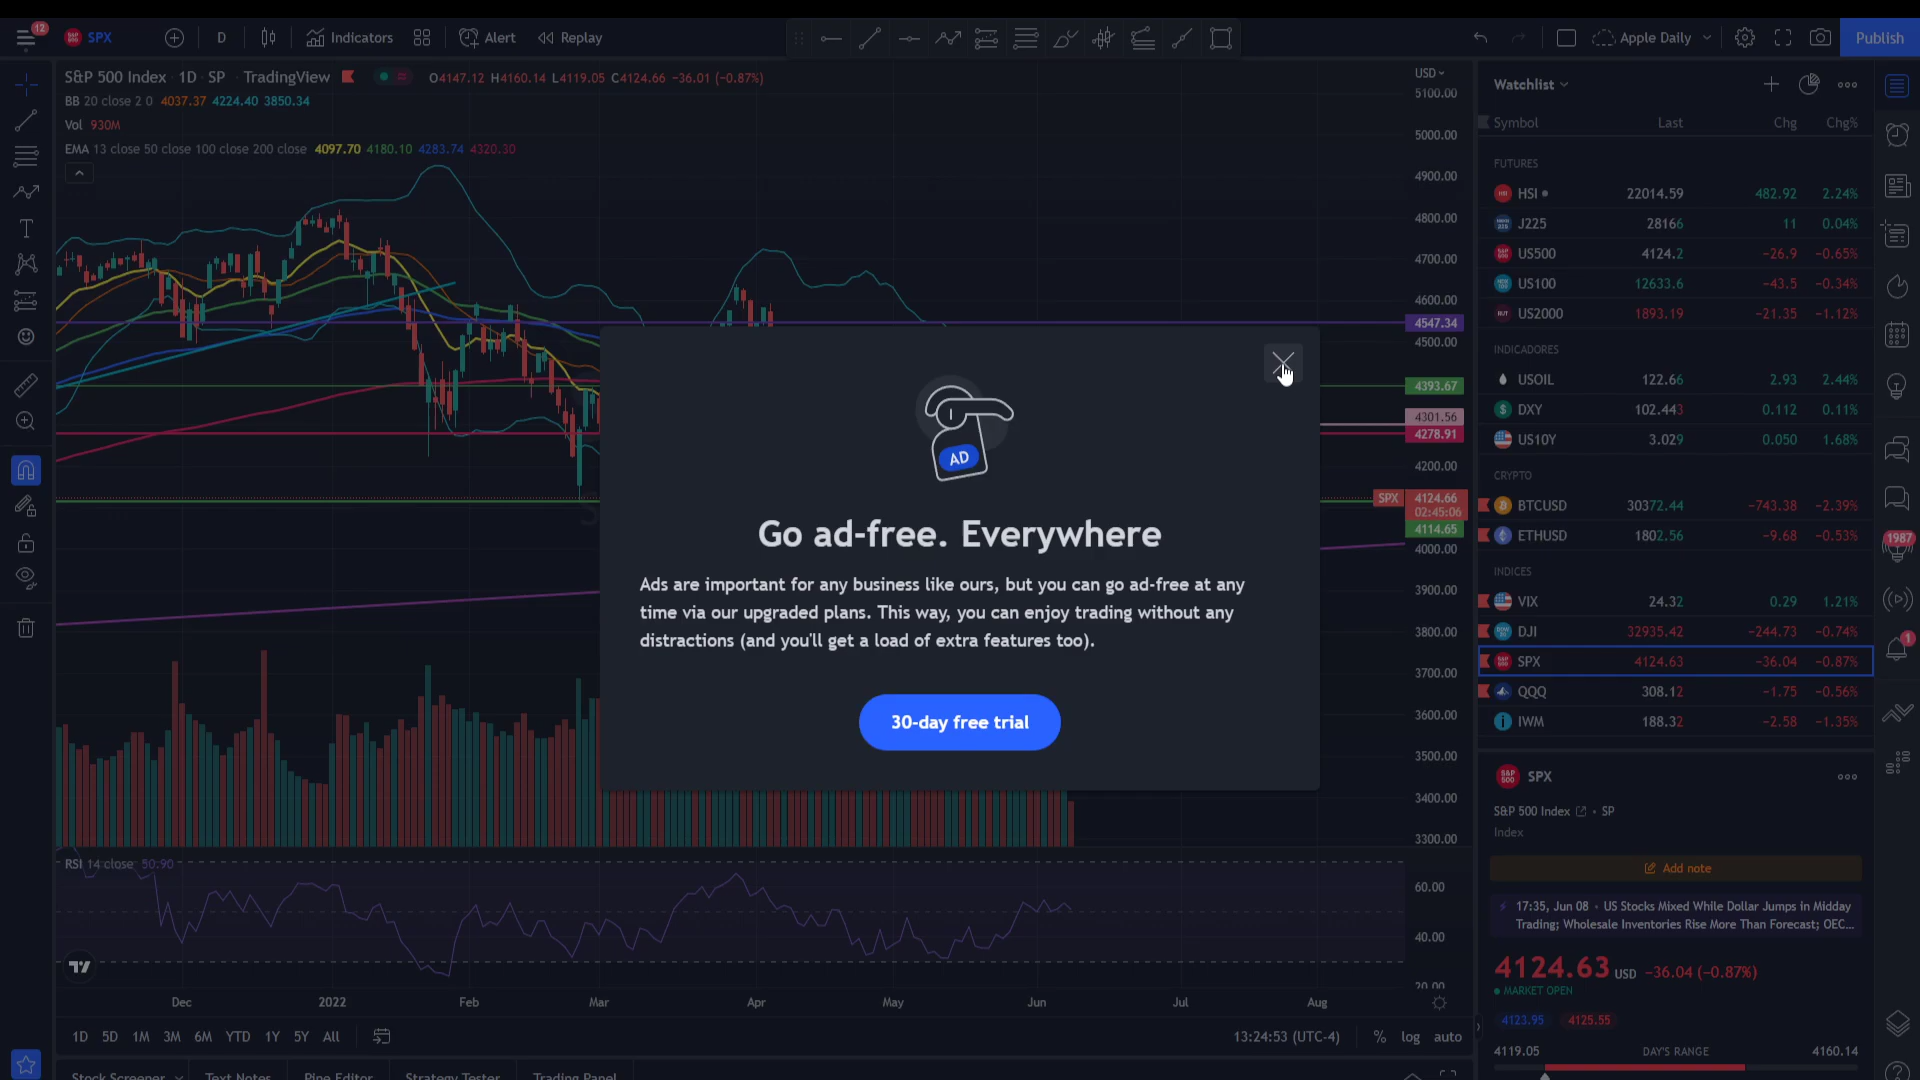 12
SPX
D
Indicators
Alert
Replay
Apple Daily
Publish
S&P 500 Index 1D SP TradingView
O4147.12 H4160.14 L4119.05 C4124.66 −36.01 (−0.87%)
BB 20 close 2 0 4037.37 4224.40 3850.34
Vol 930M
EMA 13 close 50 close 100 close 200 close 4097.70 4180.10 4283.74 4320.30
USD
5100.00
5000.00
4900.00
4800.00
4700.00
4600.00
4547.34
4500.00
4393.67
4301.56
4278.91
4200.00
SPX 4124.66
02:45:06
4114.65
4000.00
3900.00
3800.00
3700.00
3600.00
3500.00
3400.00
3300.00
AD
Go ad-free. Everywhere
Ads are important for any business like ours, but you can go ad-free at any
time via our upgraded plans. This way, you can enjoy trading without any
distractions (and you'll get a load of extra features too).
30-day free trial
RSI 14 close 50.90
60.00
40.00
20.00
Dec 2022 Feb Mar Apr May Jun Jul Aug
1D 5D 1M 3M 6M YTD 1Y 5Y All
13:24:53 (UTC-4) % log auto
Stock Screener Text Notes Pine Editor Strategy Tester Trading Panel
Watchlist
Symbol Last Chg Chg%
FUTURES
HSI 22014.59 482.92 2.24%
J225 28166 11 0.04%
US500 4124.2 −26.9 −0.65%
US100 12633.6 −43.5 −0.34%
US2000 1893.19 −21.35 −1.12%
INDICADORES
USOIL 122.66 2.93 2.44%
DXY 102.443 0.112 0.11%
US10Y 3.029 0.050 1.68%
CRYPTO
BTCUSD 30372.44 −743.38 −2.39%
ETHUSD 1802.56 −9.68 −0.53%
INDICES
VIX 24.32 0.29 1.21%
DJI 32935.42 −244.73 −0.74%
SPX 4124.63 −36.04 −0.87%
QQQ 308.12 −1.75 −0.56%
IWM 188.32 −2.58 −1.35%
1987
1
SPX
S&P 500 Index • SP
Index
Add note
17:35, Jun 08 • US Stocks Mixed While Dollar Jumps in Midday
Trading; Wholesale Inventories Rise More Than Forecast; OEC...
4124.63 USD −36.04 (−0.87%)
MARKET OPEN
4123.95 4125.55
4119.05 DAY'S RANGE 4160.14